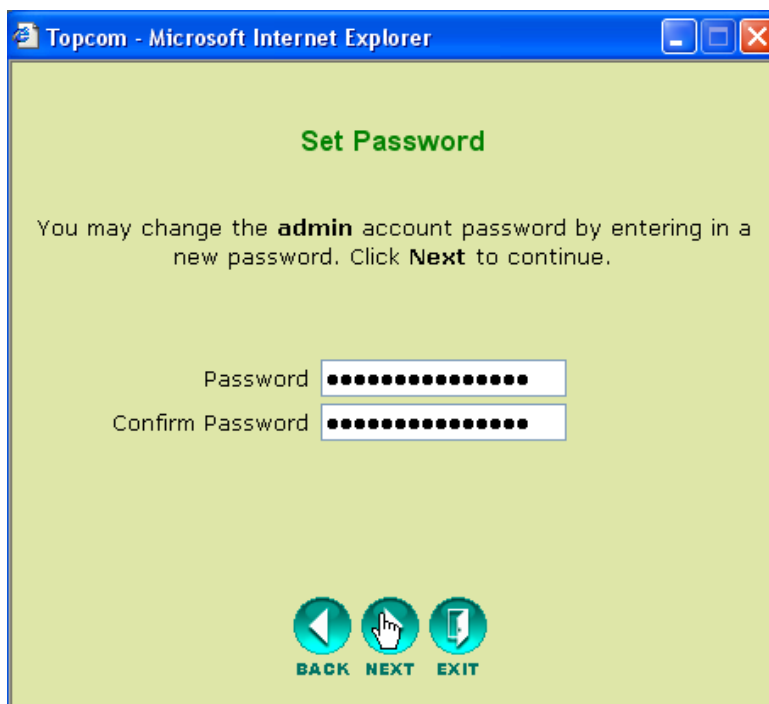 Topcom - Microsoft Internet Explorer
Set Password
You may change the admin account password by entering in a
new password. Click Next to continue.
Password •••••••••••••••
Confirm Password •••••••••••••••
BACK NEXT EXIT